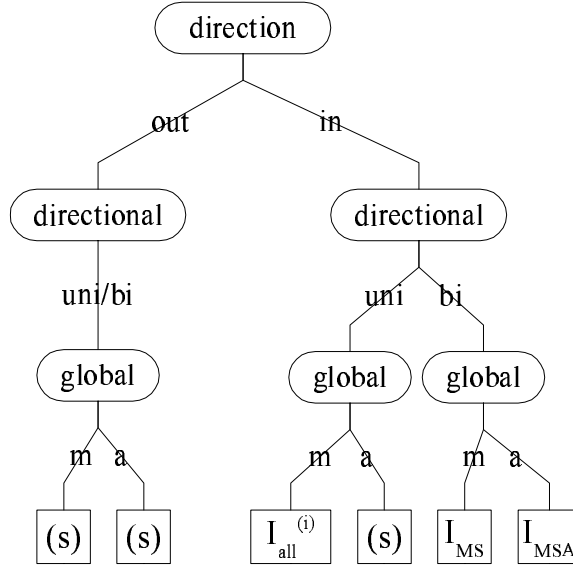 direction
out in
directional directional
uni/bi uni bi
global global global
m a m a m a
(s) (s) I_all^(i) (s) I_MS I_MSA